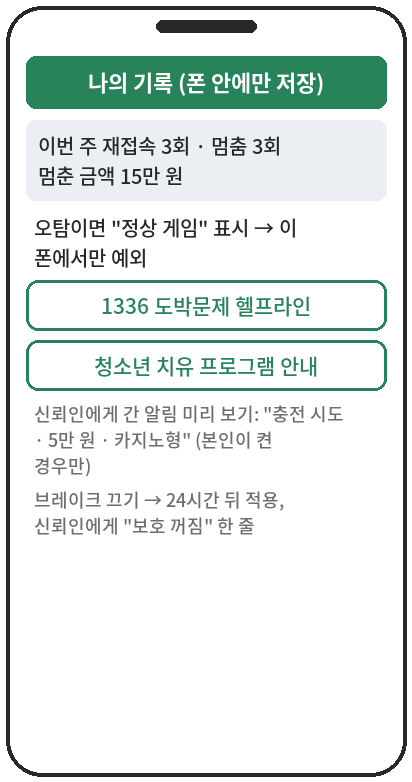 나의 기록 (폰 안에만 저장)
이번 주 재접속 3회 · 멈춤 3회
멈춘 금액 15만 원
오탐이면 "정상 게임" 표시 → 이
폰에서만 예외
1336 도박문제 헬프라인
청소년 치유 프로그램 안내
신뢰인에게 간 알림 미리 보기: "충전 시도
· 5만 원 · 카지노형" (본인이 켠
경우만)
브레이크 끄기 → 24시간 뒤 적용,
신뢰인에게 "보호 꺼짐" 한 줄